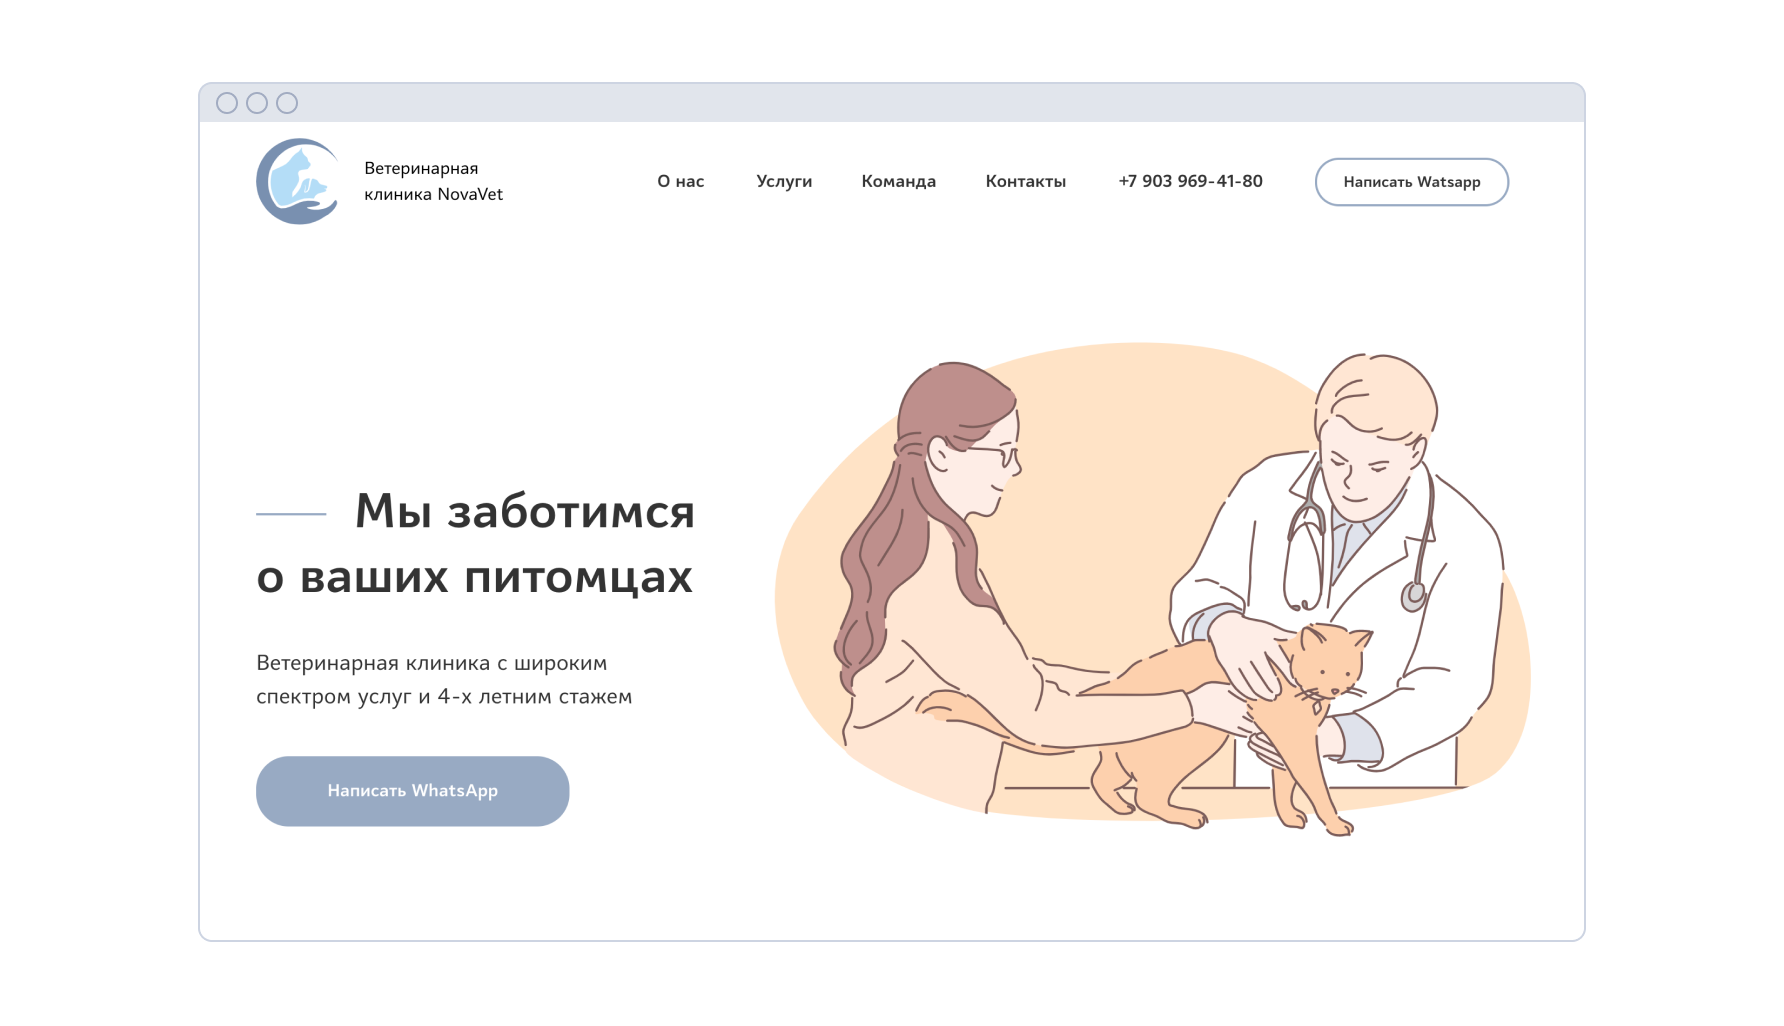 Ветеринарная
клиника NovaVet
О нас
Услуги
Команда
Контакты
+7 903 969-41-80
Написать Watsapp
Мы заботимся
о ваших питомцах
Ветеринарная клиника с широким
спектром услуг и 4-х летним стажем
Написать WhatsApp